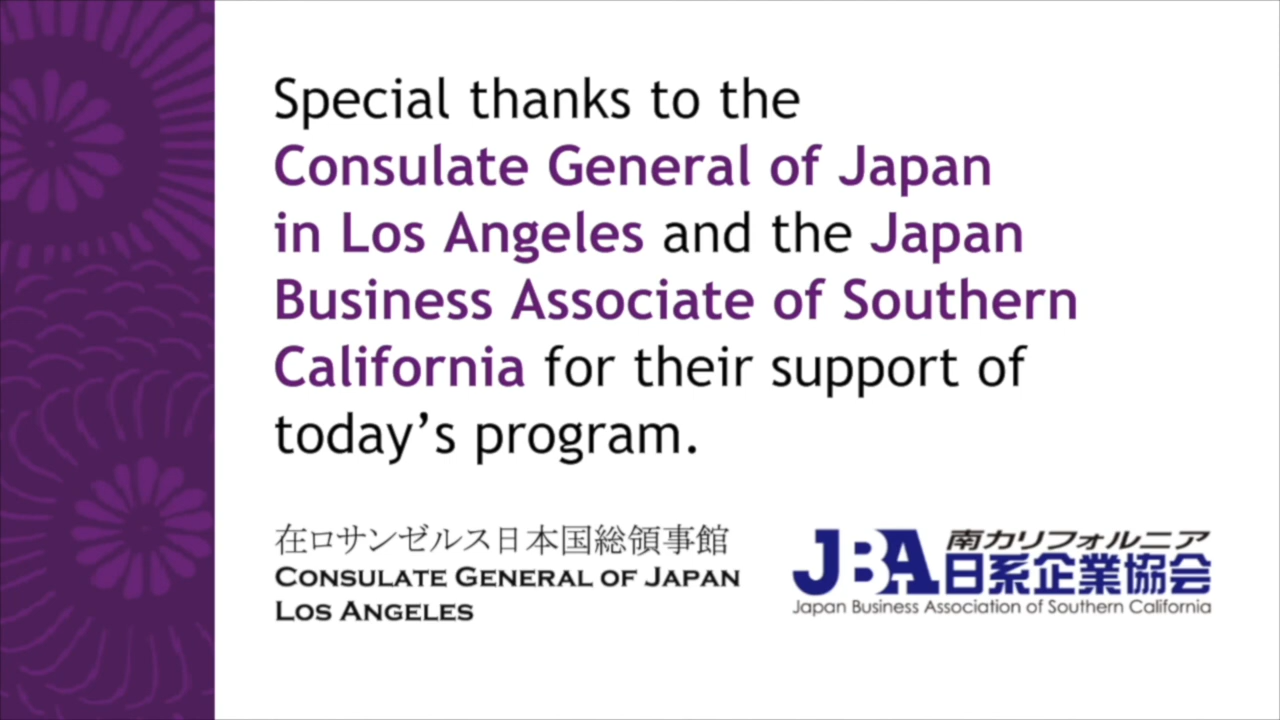 Special thanks to the
Consulate General of Japan
in Los Angeles and the Japan
Business Associate of Southern
California for their support of
today’s program.
在ロサンゼルス日本国総領事館
CONSULATE GENERAL OF JAPAN
LOS ANGELES
JBA
南カリフォルニア
日系企業協会
Japan Business Association of Southern California